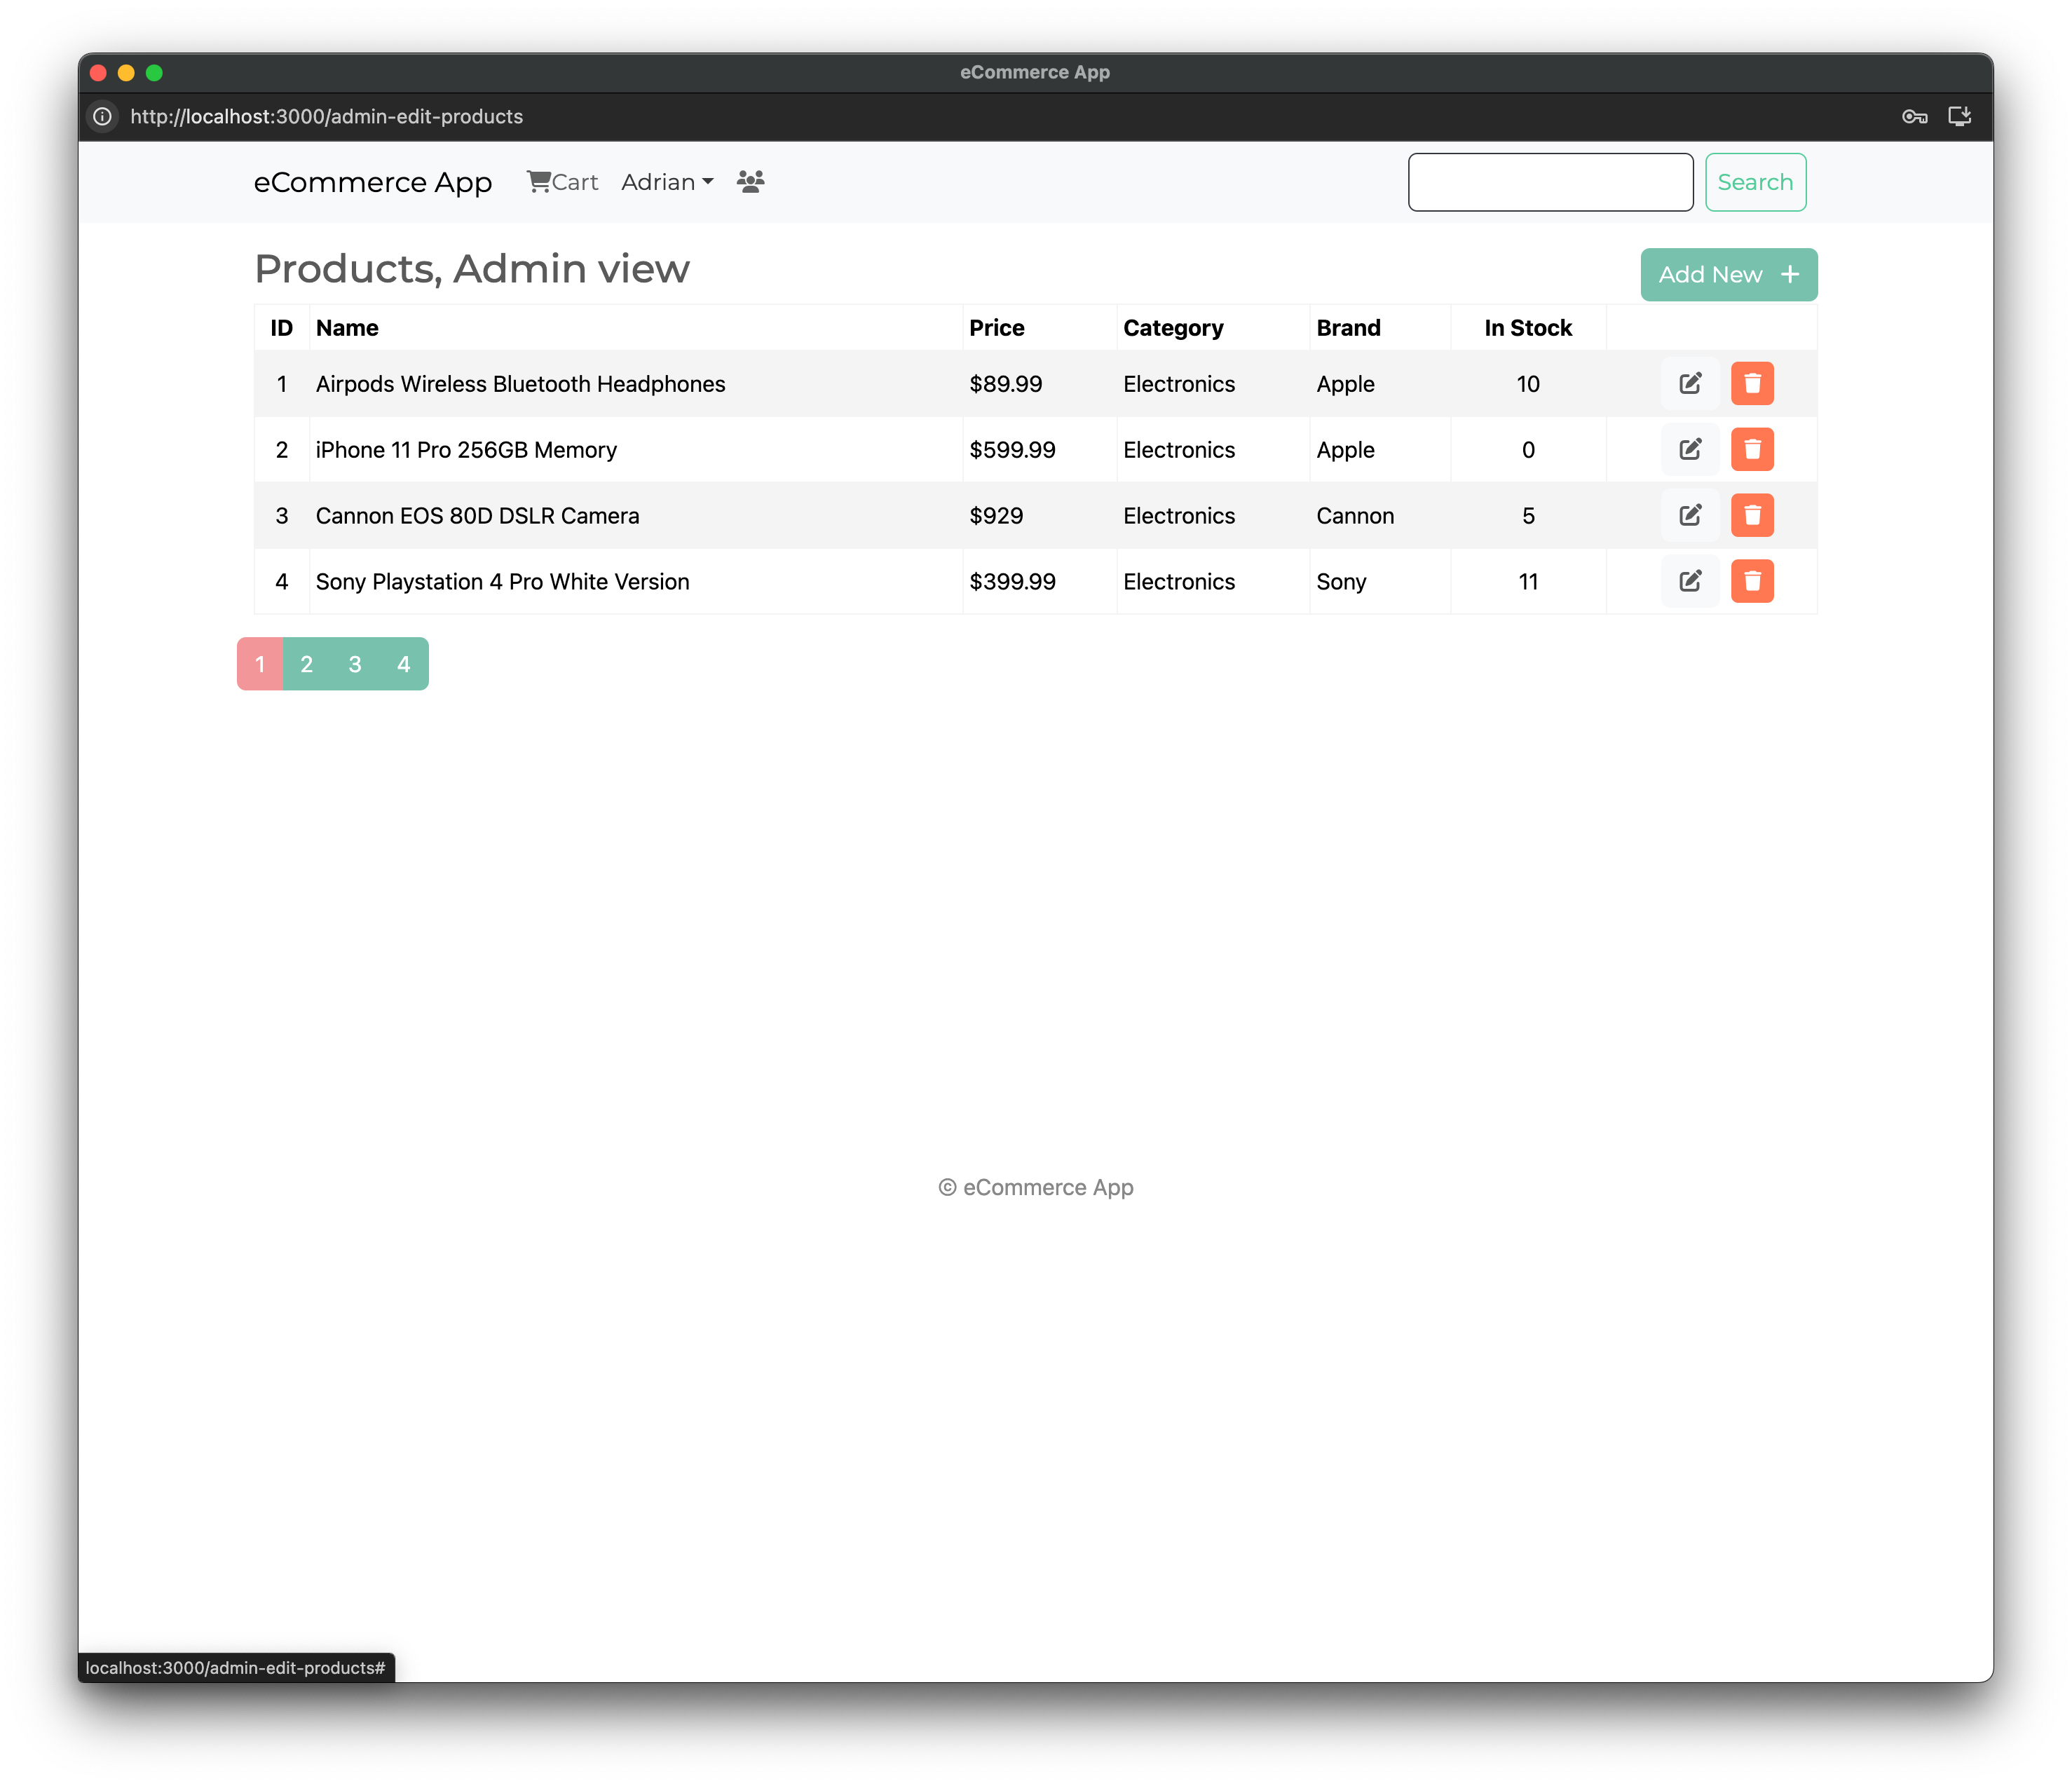 eCommerce App
http://localhost:3000/admin-edit-products
eCommerce App Cart Adrian Search
Products, Admin view Add New +
ID Name Price Category Brand In Stock
1 Airpods Wireless Bluetooth Headphones $89.99 Electronics Apple 10
2 iPhone 11 Pro 256GB Memory $599.99 Electronics Apple 0
3 Cannon EOS 80D DSLR Camera $929 Electronics Cannon 5
4 Sony Playstation 4 Pro White Version $399.99 Electronics Sony 11
1 2 3 4
© eCommerce App
localhost:3000/admin-edit-products#